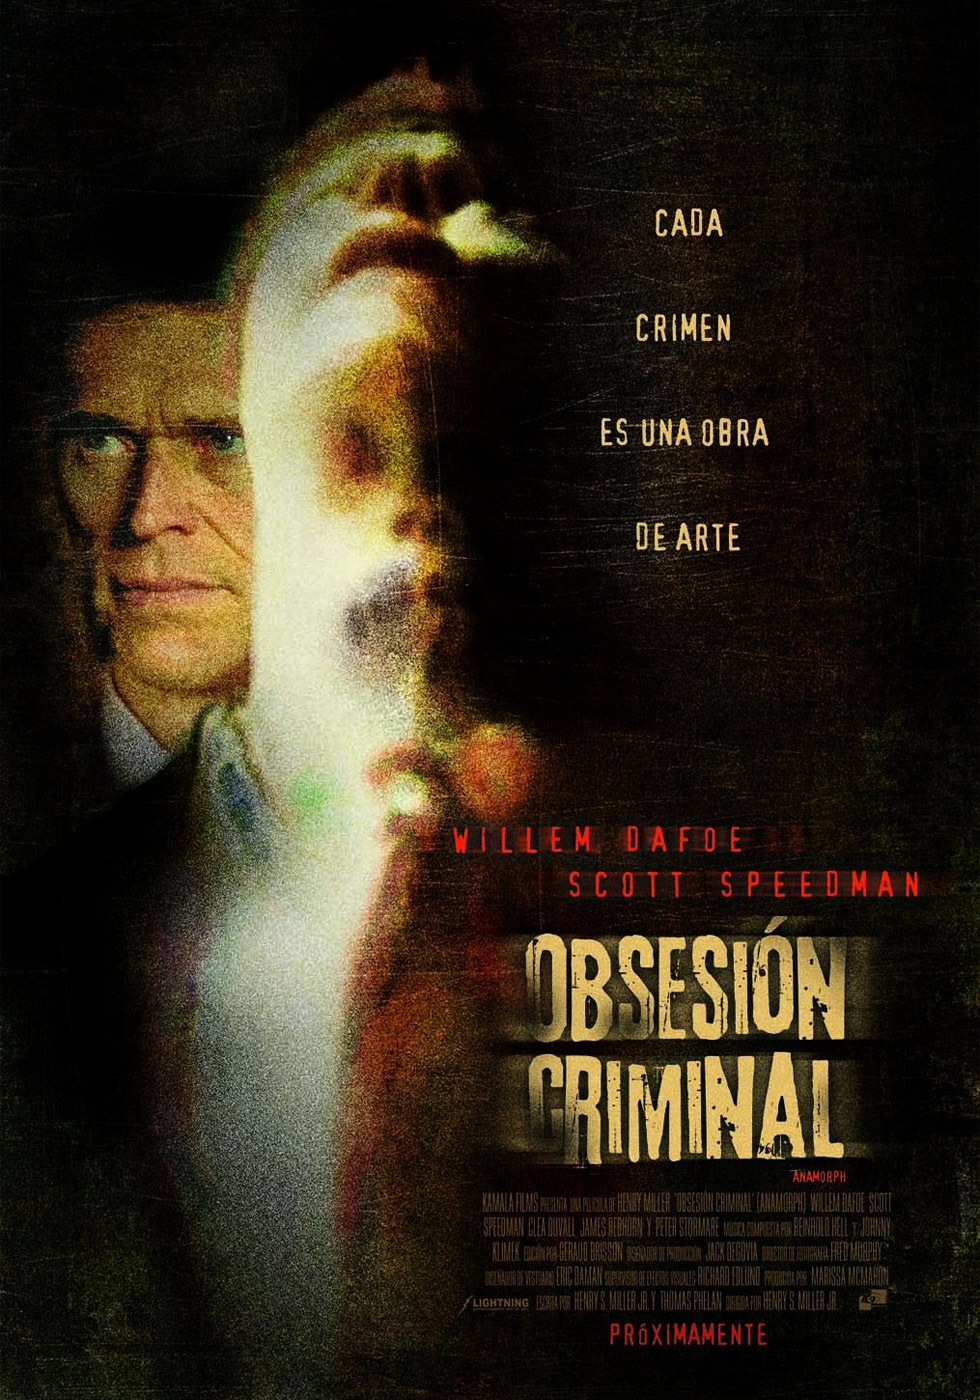 CADA
CRIMEN
ES UNA OBRA
DE ARTE
WILLEM DAFOE
SCOTT SPEEDMAN
OBSESIÓN
CRIMINAL
ANAMORPH
KAMALA FILMS PRESENTA UNA PELICULA DE HENRY MILLER "OBSESIÓN CRIMINAL" (ANAMORPH) WILLEM DAFOE SCOTT
SPEEDMAN CLEA DUVALL JAMES REBHORN Y PETER STORMARE MUSICA COMPUESTA POR REINHOLD HEIL Y JOHNNY
KLIMEK EDICIÓN POR GERAUD BRISSON DISEÑADOR DE PRODUCCIÓN JACK DEGOVIA DIRECTOR DE FOTOGRAFIA FRED MURPHY
DISEÑADOR DE VESTUARIO ERIC DAMAN SUPERVISIÓN DE EFECTOS VISUALES RICHARD EDLUND PRODUCIDA POR MARISSA MCMAHON
LIGHTNING ESCRITA POR HENRY S. MILLER JR. Y THOMAS PHELAN DIRIGIDA POR HENRY S. MILLER JR.
PRóXIMAMENTE